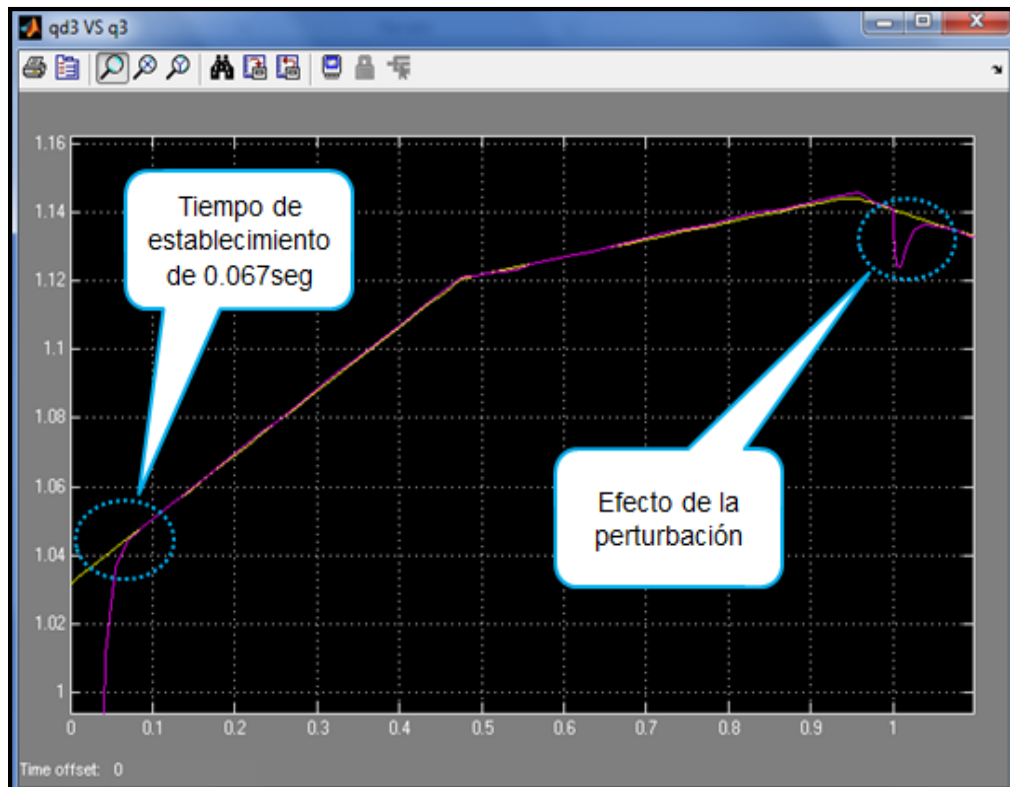 qd3 VS q3
1.16
1.14
1.12
1.1
1.08
1.06
1.04
1.02
1
Tiempo de
establecimiento
de 0.067seg
Efecto de la
perturbación
0 0.1 0.2 0.3 0.4 0.5 0.6 0.7 0.8 0.9 1
Time offset: 0